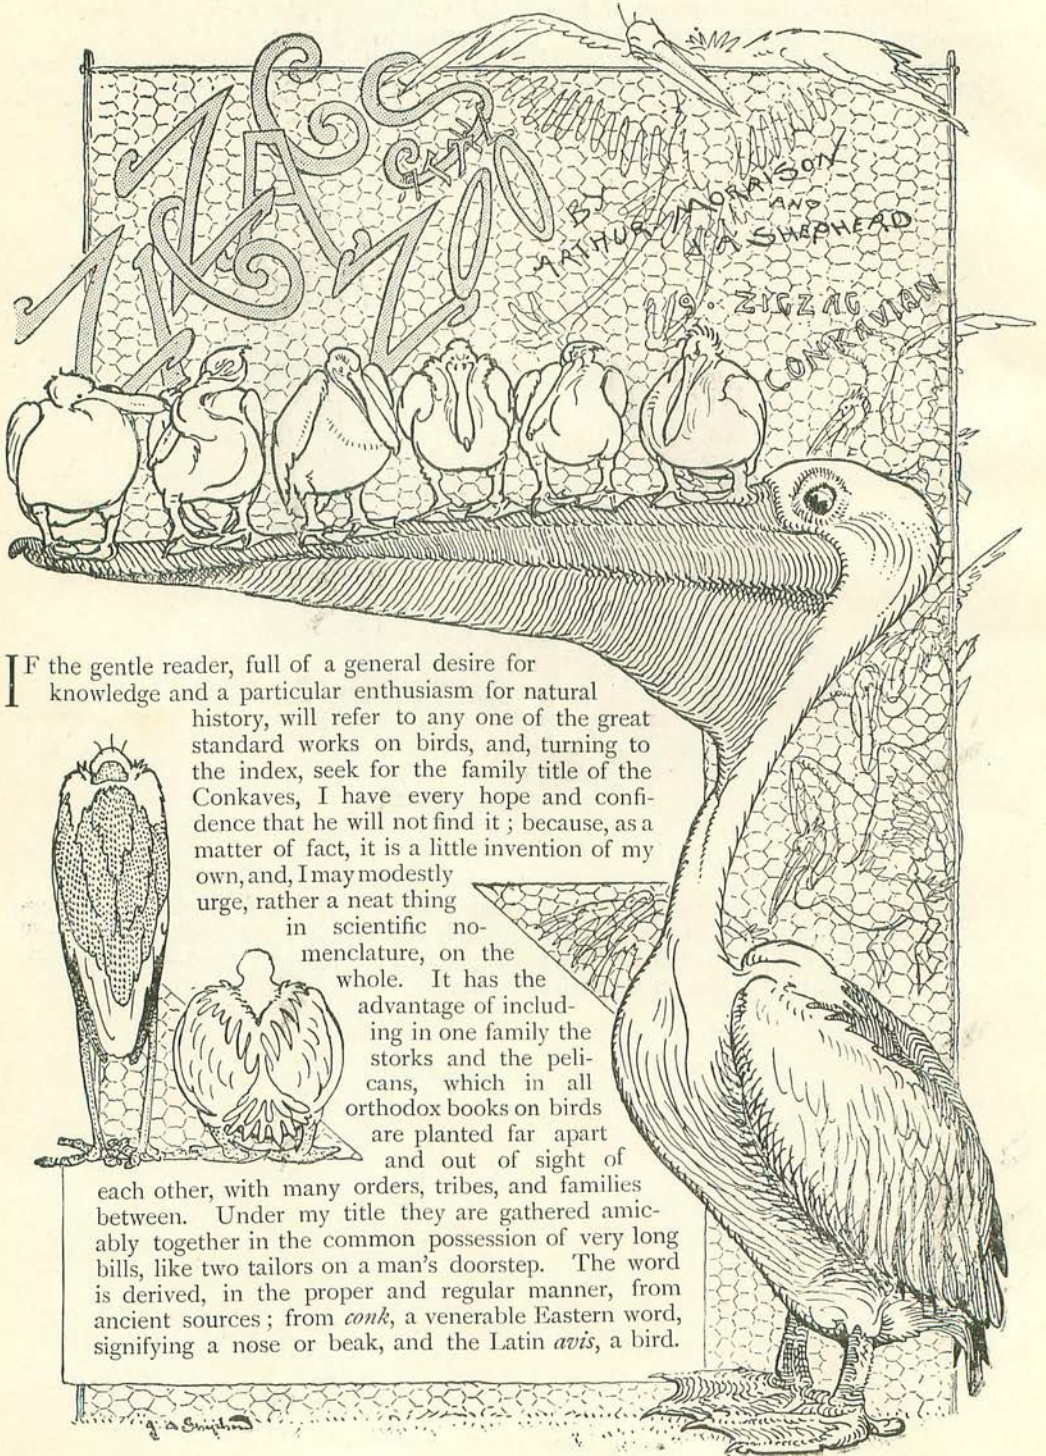 ZIG ZAGS
AT THE
ZOO
BY
ARTHUR MORRISON
AND
J A SHEPHERD
ZIGZAG
CONKAVIAN
IF the gentle reader, full of a general desire for
knowledge and a particular enthusiasm for natural
history, will refer to any one of the great
standard works on birds, and, turning to
the index, seek for the family title of the
Conkaves, I have every hope and confi-
dence that he will not find it ; because, as a
matter of fact, it is a little invention of my
own, and, I may modestly
urge, rather a neat thing
in scientific no-
menclature, on the
whole. It has the
advantage of includ-
ing in one family the
storks and the peli-
cans, which in all
orthodox books on birds
are planted far apart
and out of sight of
each other, with many orders, tribes, and families
between. Under my title they are gathered amic-
ably together in the common possession of very long
bills, like two tailors on a man's doorstep. The word
is derived, in the proper and regular manner, from
ancient sources ; from conk, a venerable Eastern word,
signifying a nose or beak, and the Latin avis, a bird.
J A Shepherd